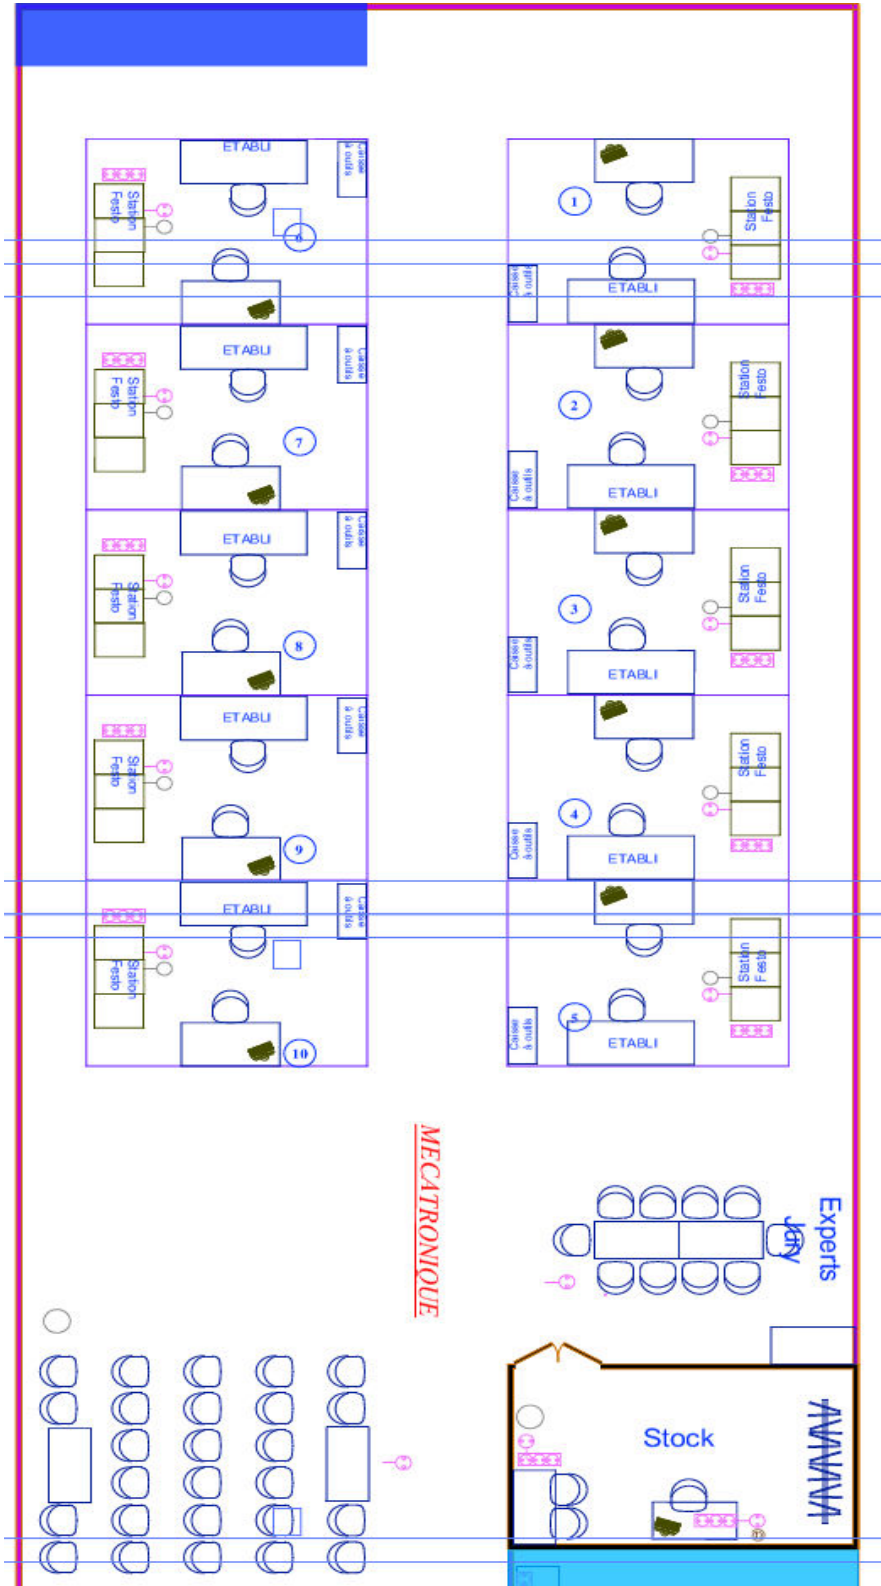 ETABLI
Caisse
à outils
Station
Festo
6
1
Station
Festo
Caisse
à outils
ETABLI
ETABLI
Caisse
à outils
Station
Festo
7
2
Station
Festo
Caisse
à outils
ETABLI
ETABLI
Caisse
à outils
Station
Festo
8
3
Station
Festo
Caisse
à outils
ETABLI
ETABLI
Caisse
à outils
Station
Festo
9
4
Station
Festo
Caisse
à outils
ETABLI
ETABLI
Caisse
à outils
Station
Festo
10
5
Station
Festo
Caisse
à outils
ETABLI
MECATRONIQUE
Experts
Jury
Stock